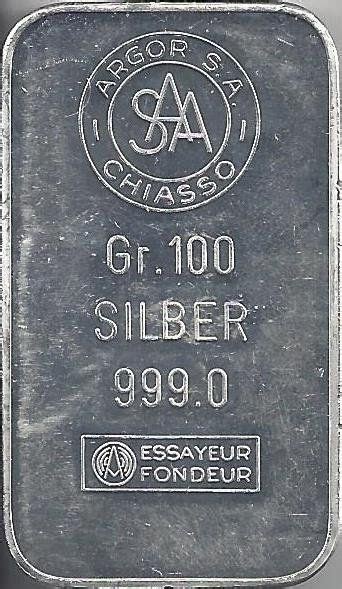 ARGOR S.A.
SAA
CHIASSO
Gr. 100
SILBER
999.0
ESSAYEUR
FONDEUR